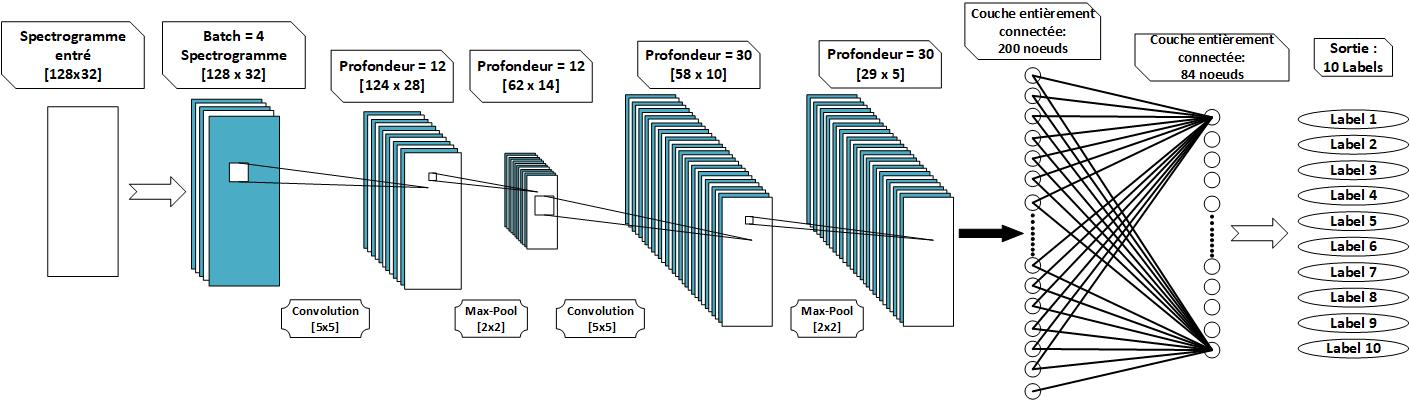 Spectrogramme
entré
[128x32]
Batch = 4
Spectrogramme
[128 x 32]
Profondeur = 12
[124 x 28]
Profondeur = 12
[62 x 14]
Profondeur = 30
[58 x 10]
Profondeur = 30
[29 x 5]
Couche entièrement
connectée:
200 noeuds
Couche entièrement
connectée:
84 noeuds
Sortie :
10 Labels
Convolution
[5x5]
Max-Pool
[2x2]
Convolution
[5x5]
Max-Pool
[2x2]
Label 1
Label 2
Label 3
Label 4
Label 5
Label 6
Label 7
Label 8
Label 9
Label 10